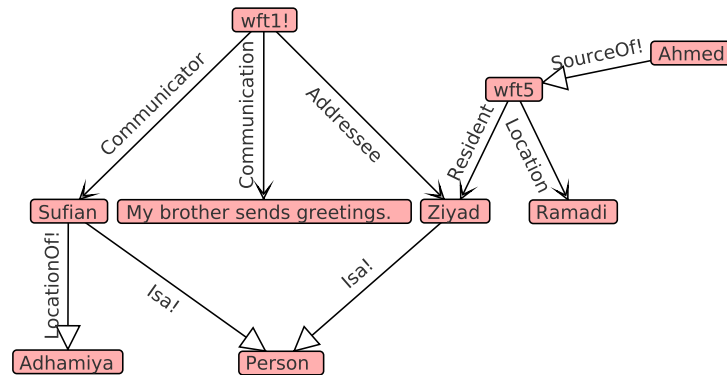 wft1!
SourceOf!
Ahmed
Communicator
Communication
Addressee
wft5
Resident
Location
Sufian
My brother sends greetings.
Ziyad
Ramadi
LocationOf!
Isa!
Isa!
Adhamiya
Person